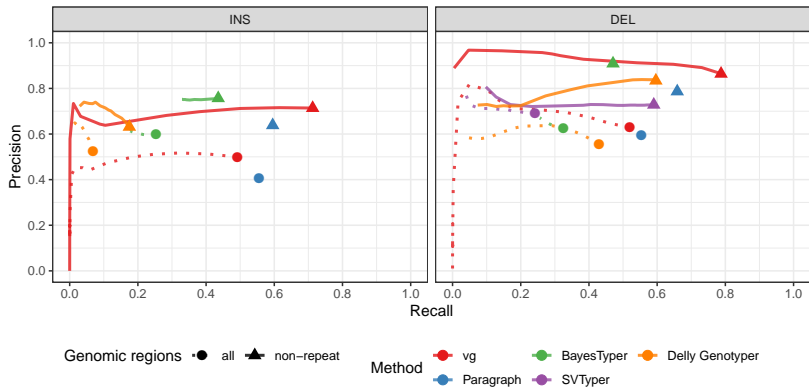 INS
DEL
Precision
1.0
0.8
0.6
0.4
0.2
0.0
0.0 0.2 0.4 0.6 0.8 1.0
0.0 0.2 0.4 0.6 0.8 1.0
Recall
Genomic regions all non-repeat
Method
vg BayesTyper Delly Genotyper
Paragraph SVTyper